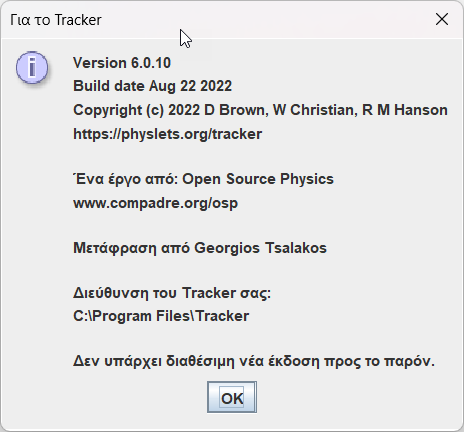 Για το Tracker
Version 6.0.10
Build date Aug 22 2022
Copyright (c) 2022 D Brown, W Christian, R M Hanson
https://physlets.org/tracker
Ένα έργο από: Open Source Physics
www.compadre.org/osp
Μετάφραση από Georgios Tsalakos
Διεύθυνση του Tracker σας:
C:\Program Files\Tracker
Δεν υπάρχει διαθέσιμη νέα έκδοση προς το παρόν.
OK